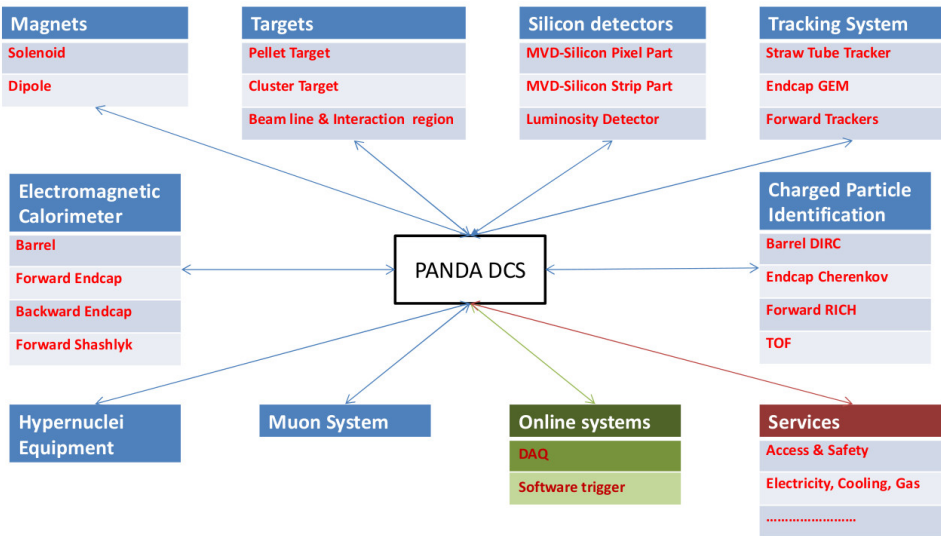 Magnets
Solenoid
Dipole
Targets
Pellet Target
Cluster Target
Beam line & Interaction region
Silicon detectors
MVD-Silicon Pixel Part
MVD-Silicon Strip Part
Luminosity Detector
Tracking System
Straw Tube Tracker
Endcap GEM
Forward Trackers
Electromagnetic
Calorimeter
Barrel
Forward Endcap
Backward Endcap
Forward Shashlyk
PANDA DCS
Charged Particle
Identification
Barrel DIRC
Endcap Cherenkov
Forward RICH
TOF
Hypernuclei
Equipment
Muon System
Online systems
DAQ
Software trigger
Services
Access & Safety
Electricity, Cooling, Gas
........................